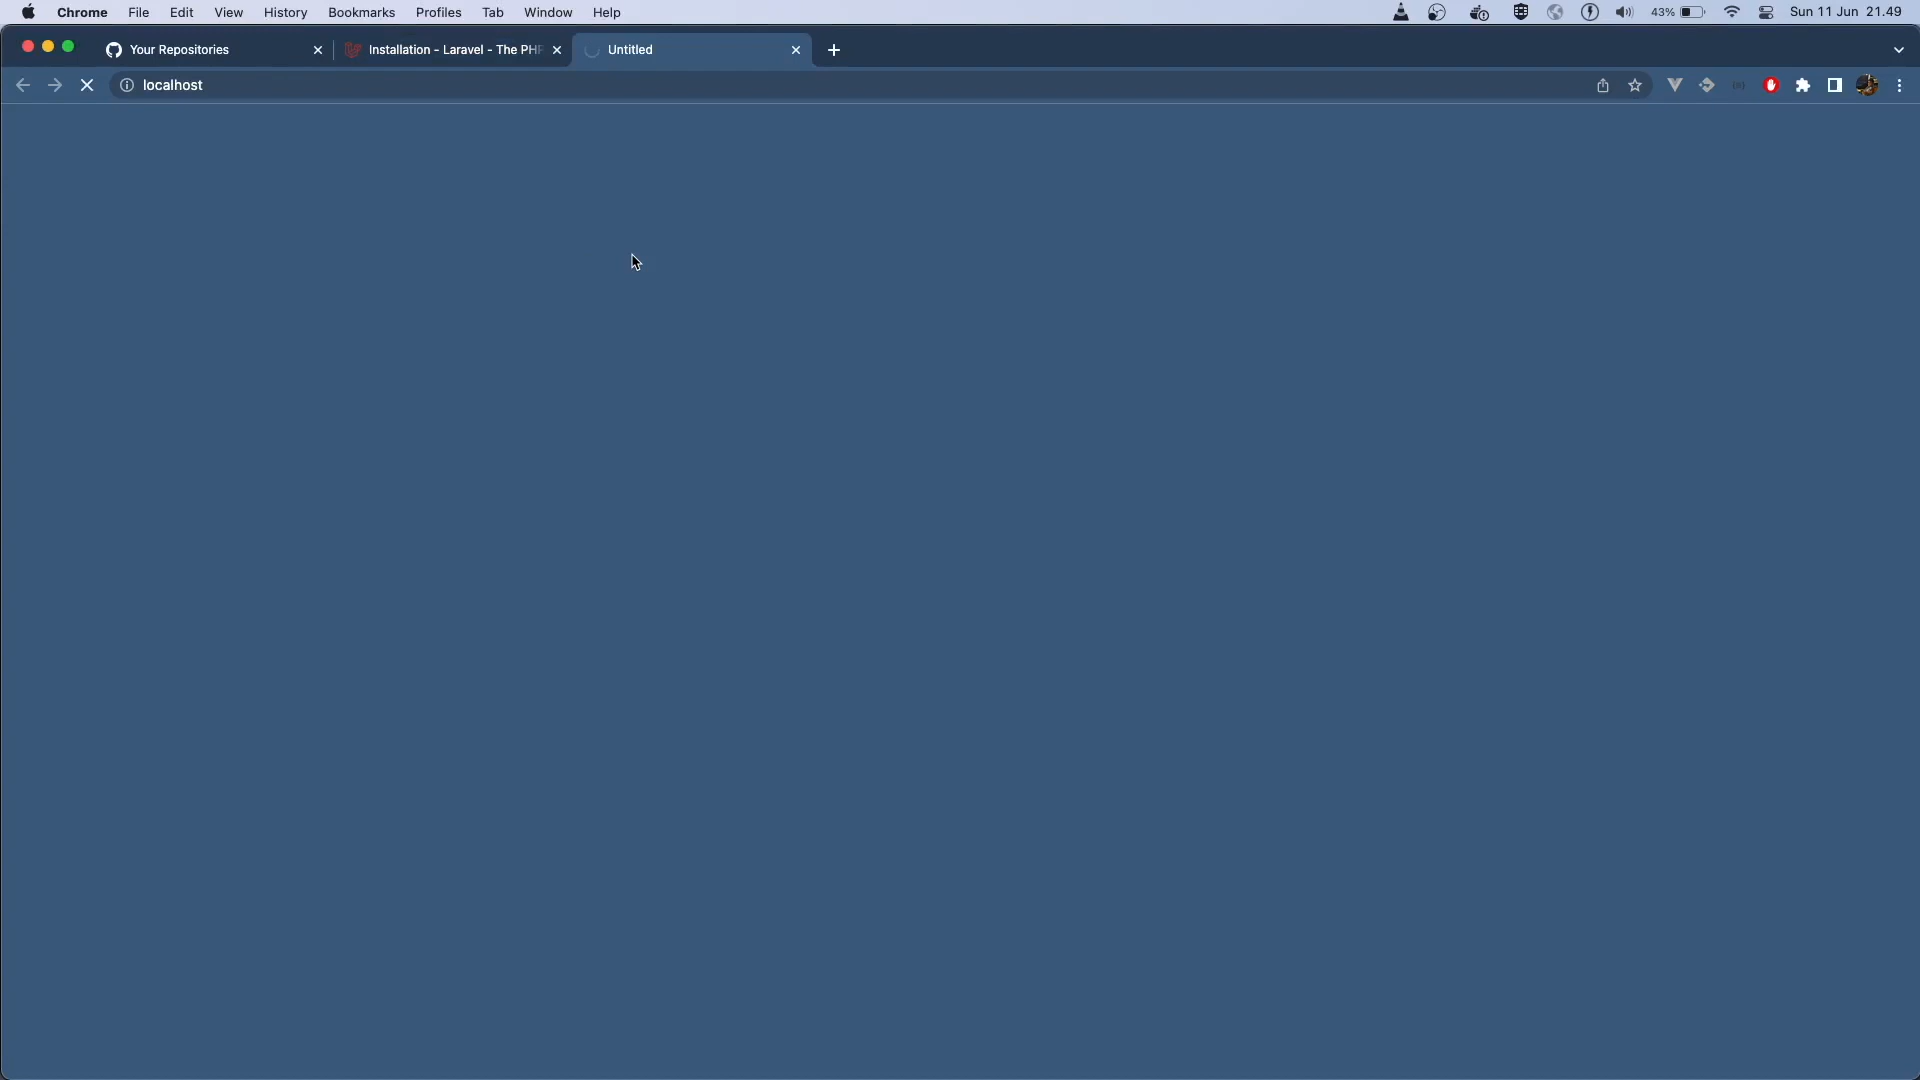 Chrome File Edit View History Bookmarks Profiles Tab Window Help 43% Sun 11 Jun 21.49
Your Repositories Installation - Laravel - The PHP Untitled
localhost